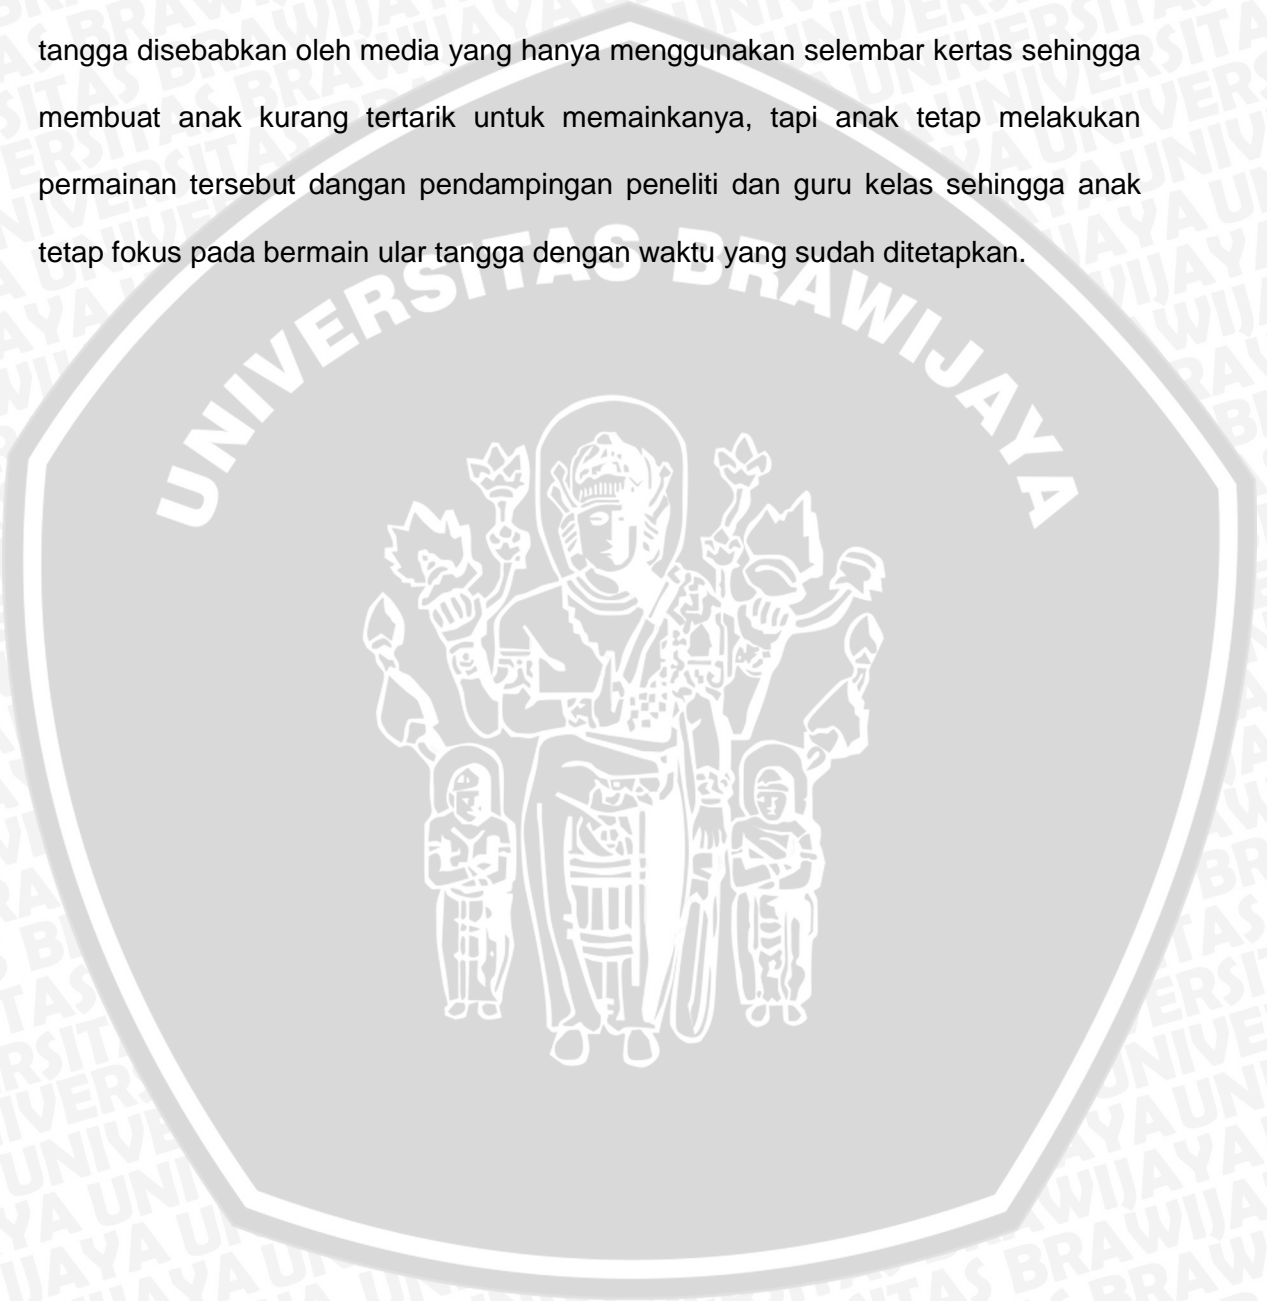 tangga disebabkan oleh media yang hanya menggunakan selembar kertas sehingga
membuat anak kurang tertarik untuk memainkanya, tapi anak tetap melakukan
permainan tersebut dangan pendampingan peneliti dan guru kelas sehingga anak
tetap fokus pada bermain ular tangga dengan waktu yang sudah ditetapkan.
UNIVERSITAS BRAWIJAYA